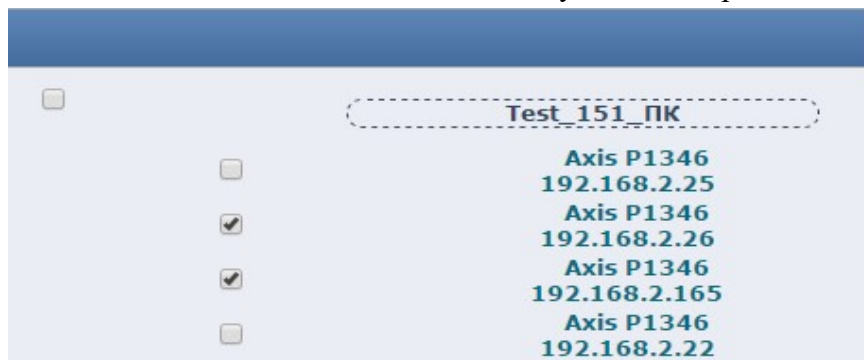 Test_151_ПК
Axis P1346
192.168.2.25
Axis P1346
192.168.2.26
Axis P1346
192.168.2.165
Axis P1346
192.168.2.22